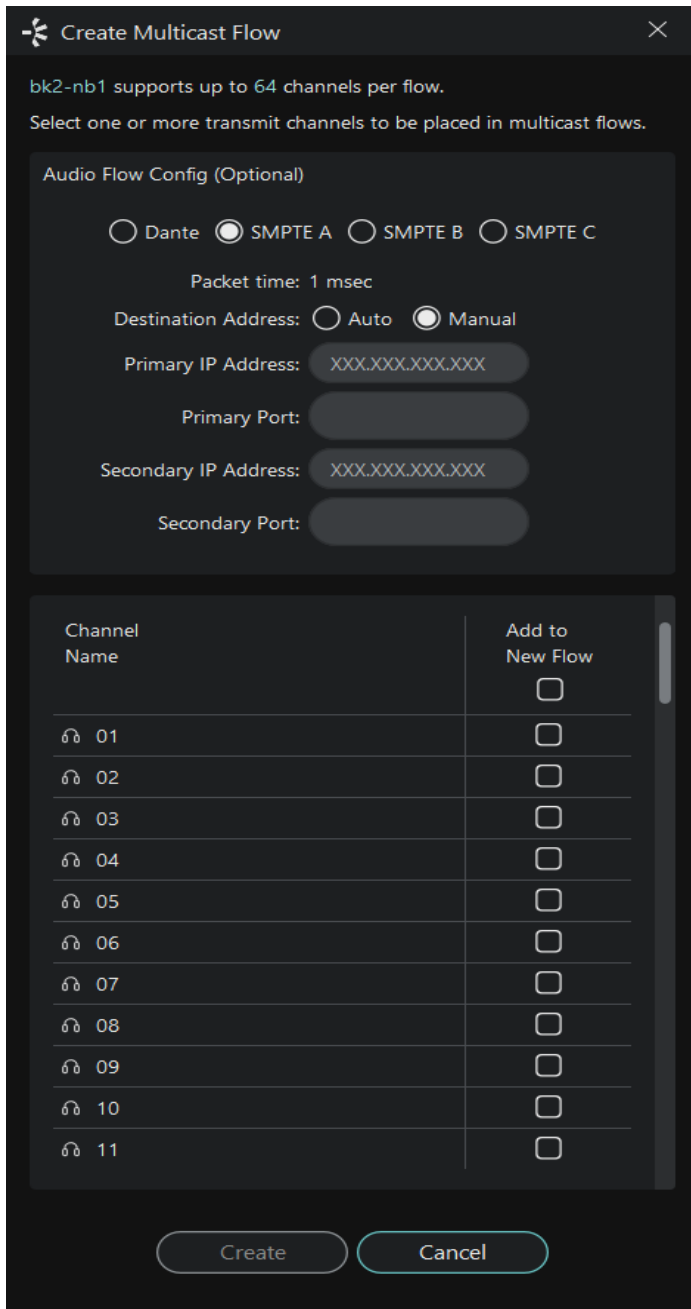 Create Multicast Flow
bk2-nb1 supports up to 64 channels per flow.
Select one or more transmit channels to be placed in multicast flows.
Audio Flow Config (Optional)
Dante SMPTE A SMPTE B SMPTE C
Packet time: 1 msec
Destination Address: Auto Manual
Primary IP Address: XXX.XXX.XXX.XXX
Primary Port:
Secondary IP Address: XXX.XXX.XXX.XXX
Secondary Port:
Channel
Name
Add to
New Flow
01
02
03
04
05
06
07
08
09
10
11
Create Cancel